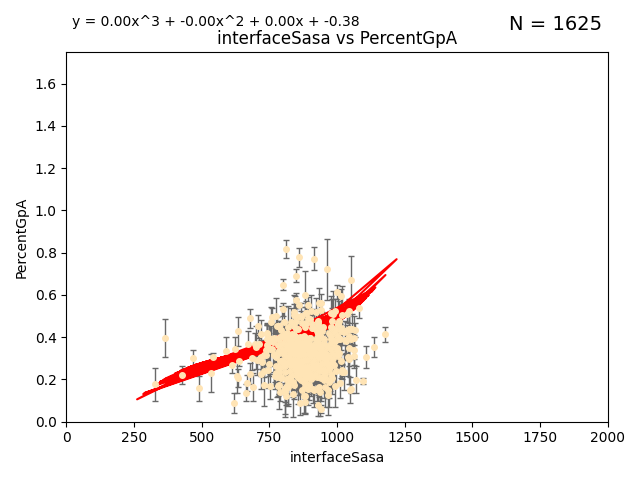 y = 0.00x^3 + -0.00x^2 + 0.00x + -0.38
N = 1625
interfaceSasa vs PercentGpA
PercentGpA
1.6
1.4
1.2
1.0
0.8
0.6
0.4
0.2
0.0
0 250 500 750 1000 1250 1500 1750 2000
interfaceSasa